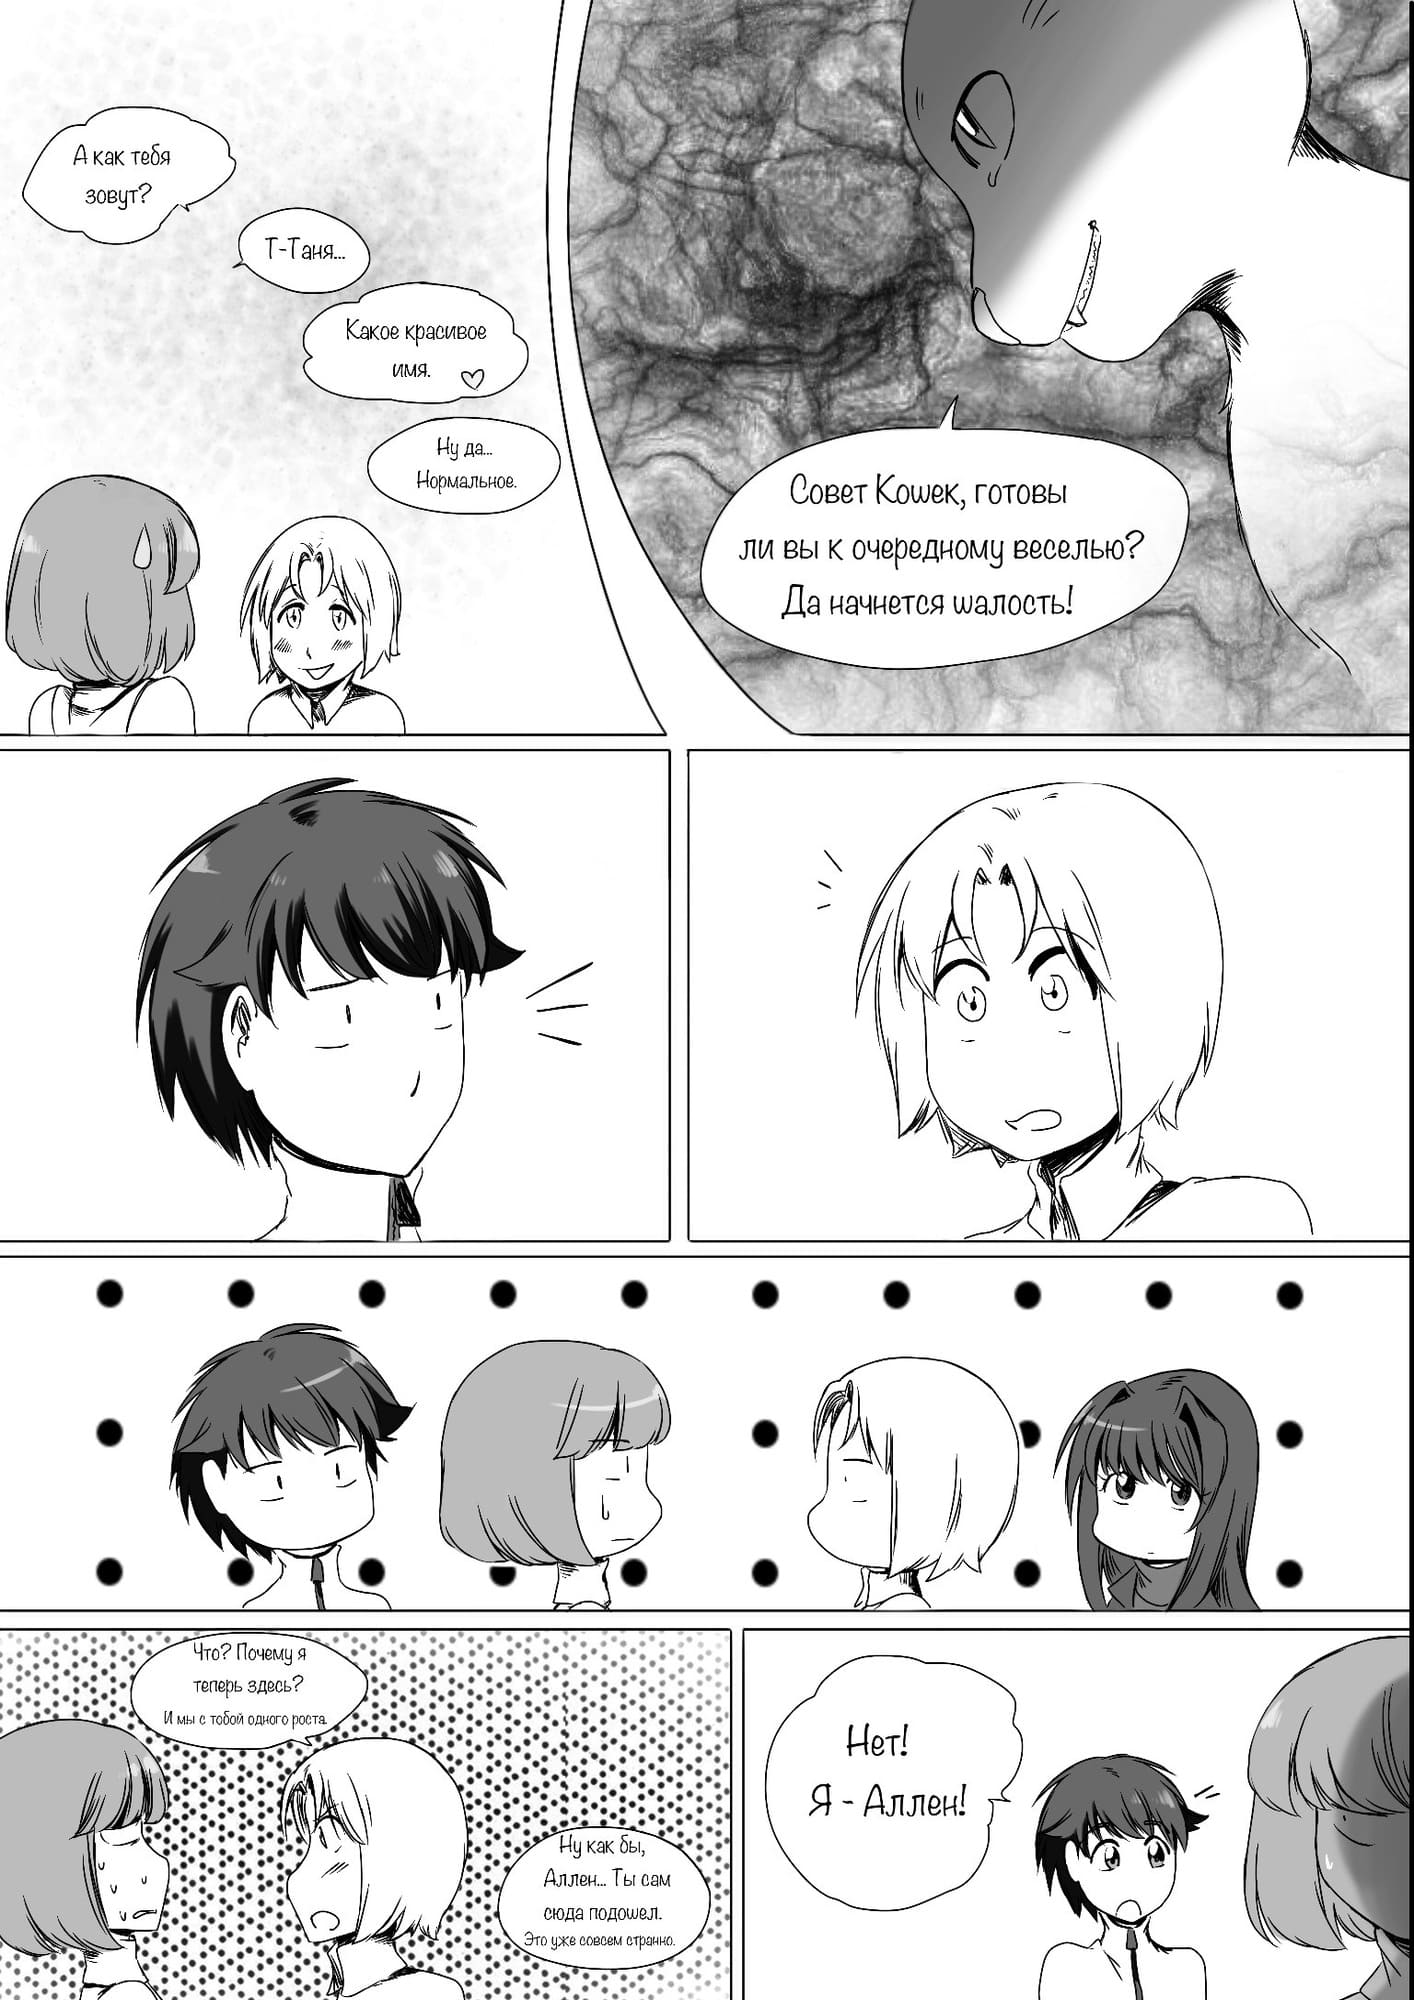 А как тебя
зовут?
Т-Таня...
Какое красивое
имя.
Ну да...
Нормальное.
Совет Кошек, готовы
ли вы к очередному веселью?
Да начнется шалость!
Что? Почему я
теперь здесь?
И мы с тобой одного роста.
Ну как бы,
Аллен... Ты сам
сюда подошел.
Это уже совсем странно.
Нет!
Я - Аллен!